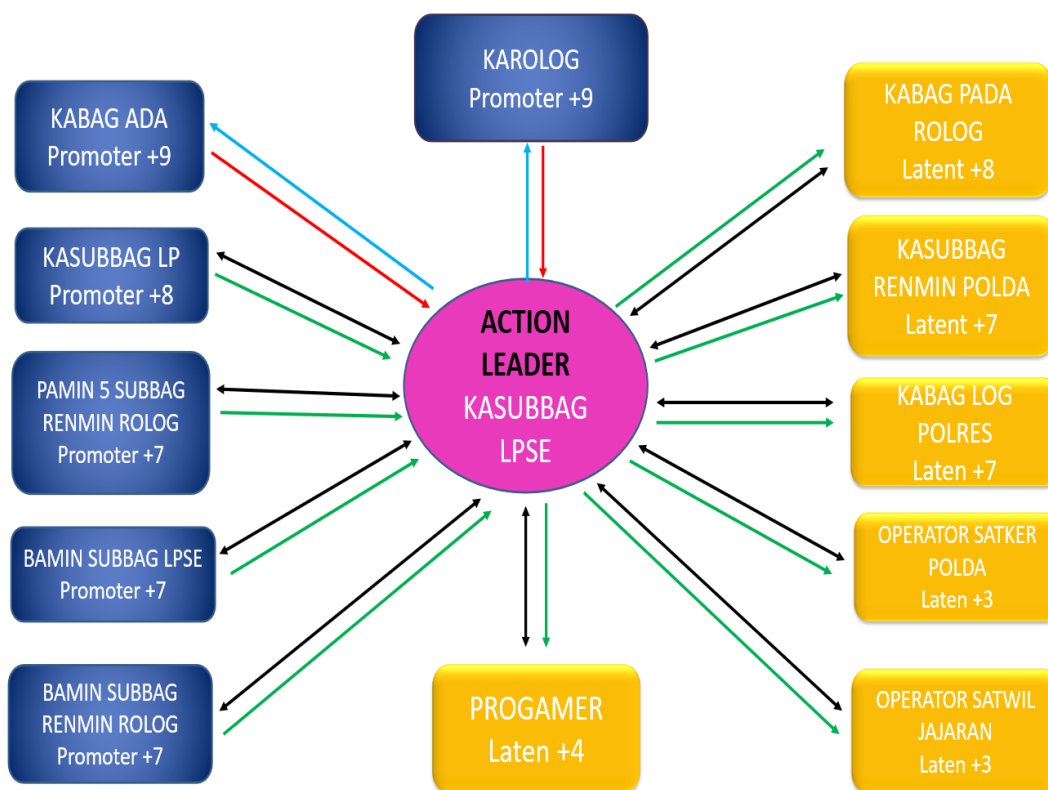 KAROLOG
Promoter +9
KABAG ADA
Promoter +9
KASUBBAG LP
Promoter +8
PAMIN 5 SUBBAG
RENMIN ROLOG
Promoter +7
BAMIN SUBBAG LPSE
Promoter +7
BAMIN SUBBAG
RENMIN ROLOG
Promoter +7
ACTION
LEADER
KASUBBAG
LPSE
PROGAMER
Laten +4
KABAG PADA
ROLOG
Latent +8
KASUBBAG
RENMIN POLDA
Latent +7
KABAG LOG
POLRES
Laten +7
OPERATOR SATKER
POLDA
Laten +3
OPERATOR SATWIL
JAJARAN
Laten +3